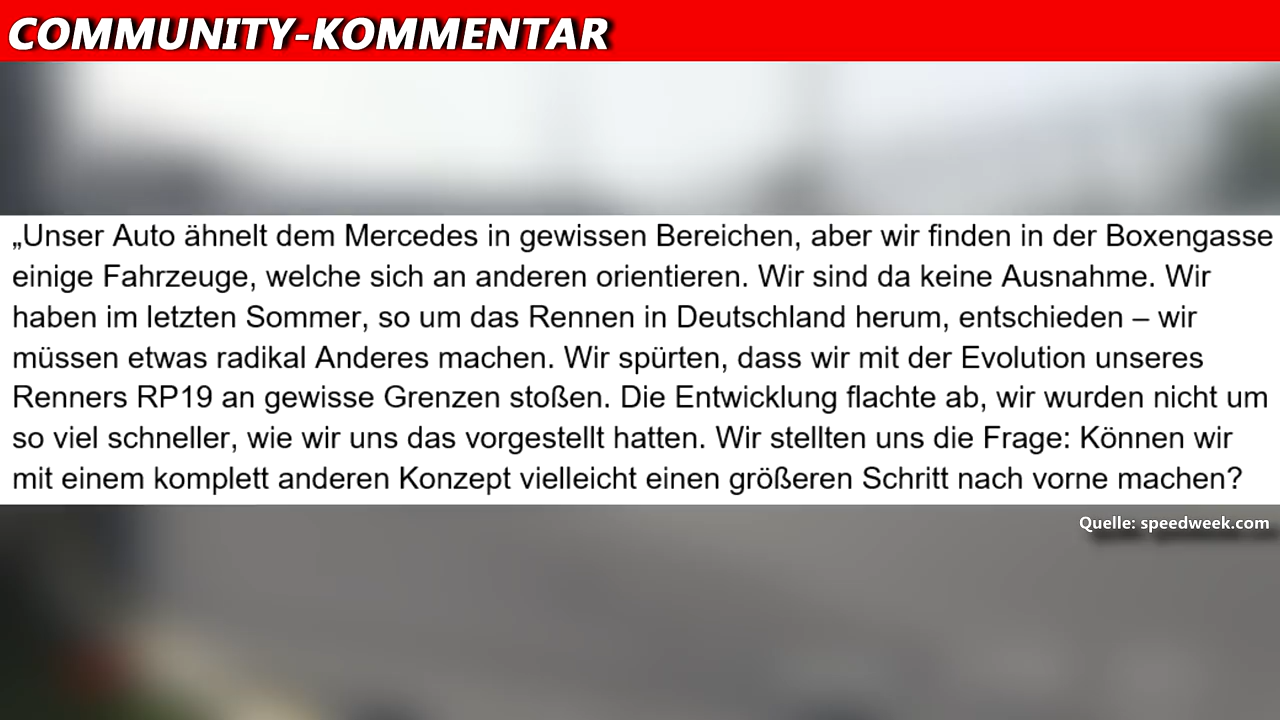 COMMUNITY-KOMMENTAR
„Unser Auto ähnelt dem Mercedes in gewissen Bereichen, aber wir finden in der Boxengasse
einige Fahrzeuge, welche sich an anderen orientieren. Wir sind da keine Ausnahme. Wir
haben im letzten Sommer, so um das Rennen in Deutschland herum, entschieden – wir
müssen etwas radikal Anderes machen. Wir spürten, dass wir mit der Evolution unseres
Renners RP19 an gewisse Grenzen stoßen. Die Entwicklung flachte ab, wir wurden nicht um
so viel schneller, wie wir uns das vorgestellt hatten. Wir stellten uns die Frage: Können wir
mit einem komplett anderen Konzept vielleicht einen größeren Schritt nach vorne machen?
Quelle: speedweek.com